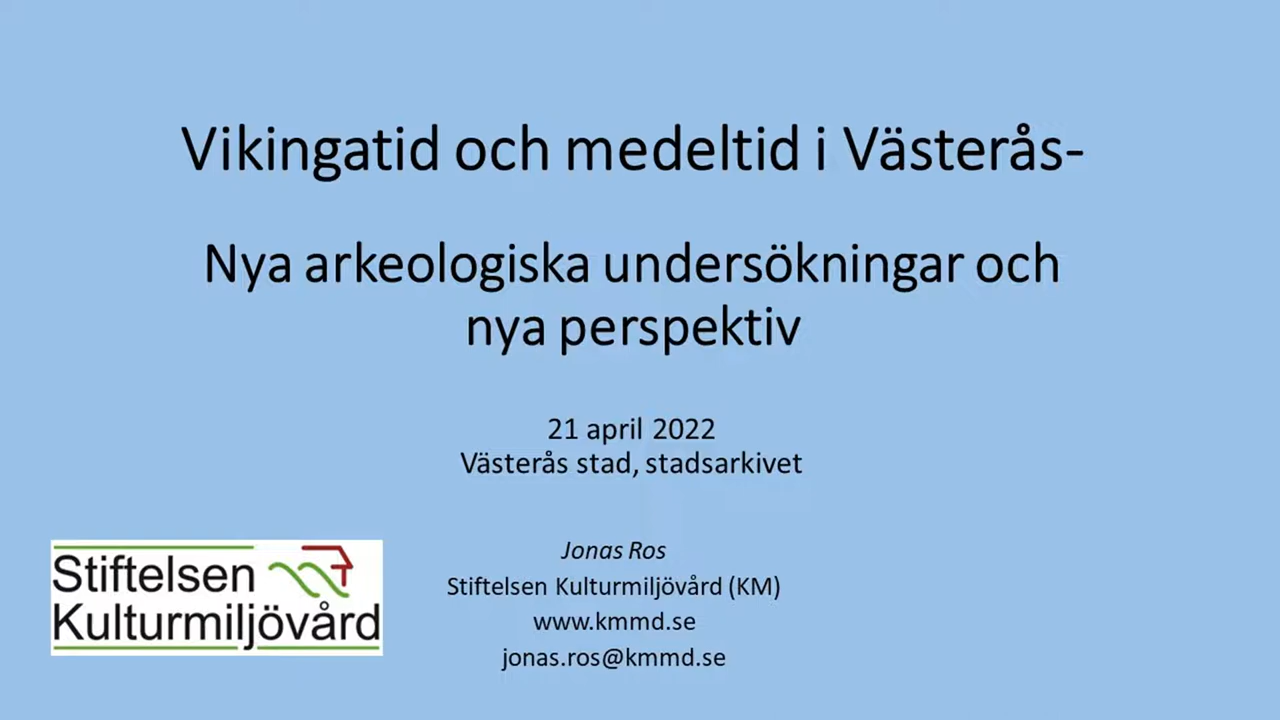 Vikingatid och medeltid i Västerås-
Nya arkeologiska undersökningar och
nya perspektiv
21 april 2022
Västerås stad, stadsarkivet
Jonas Ros
Stiftelsen Kulturmiljövård (KM)
www.kmmd.se
jonas.ros@kmmd.se
Stiftelsen
Kulturmiljövård